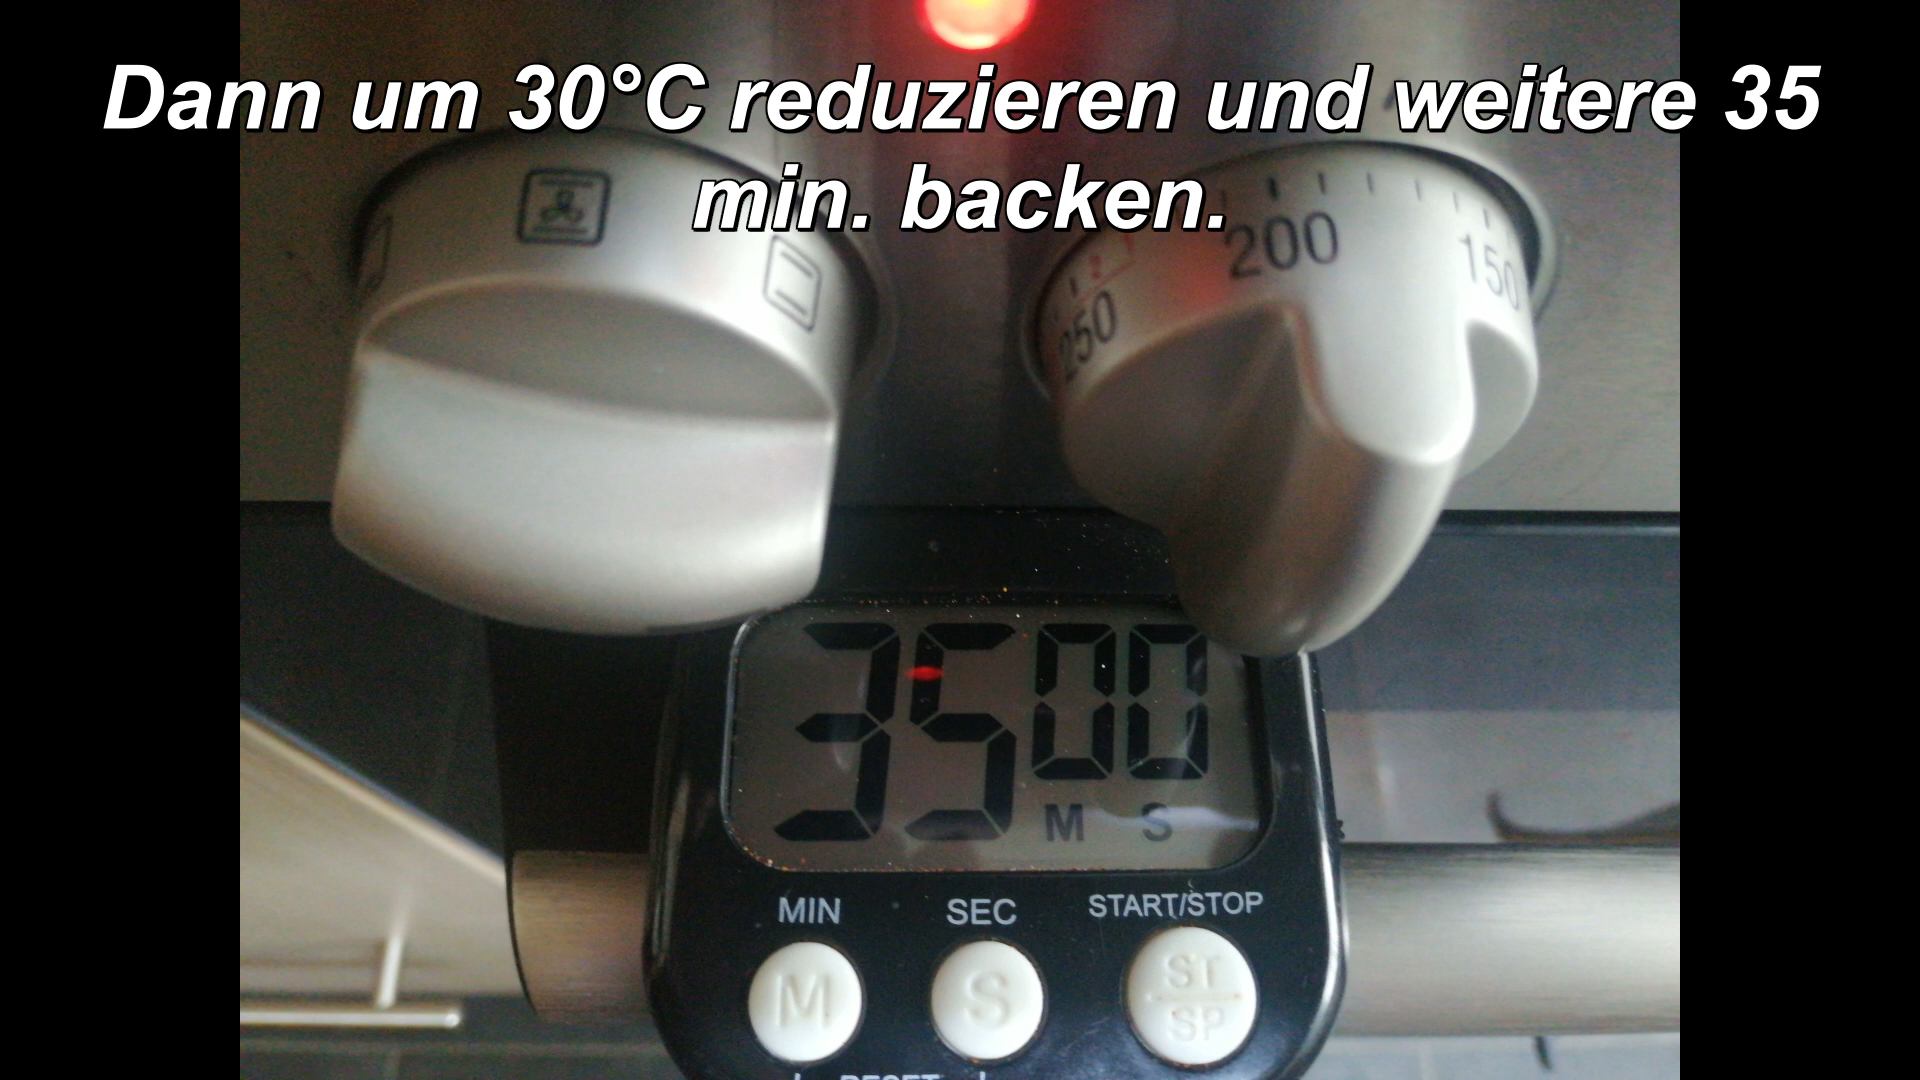 Dann um 30°C reduzieren und weitere 35
min. backen.
200
150
250
35 00
M S
MIN SEC START/STOP
M S ST
SP
RESET